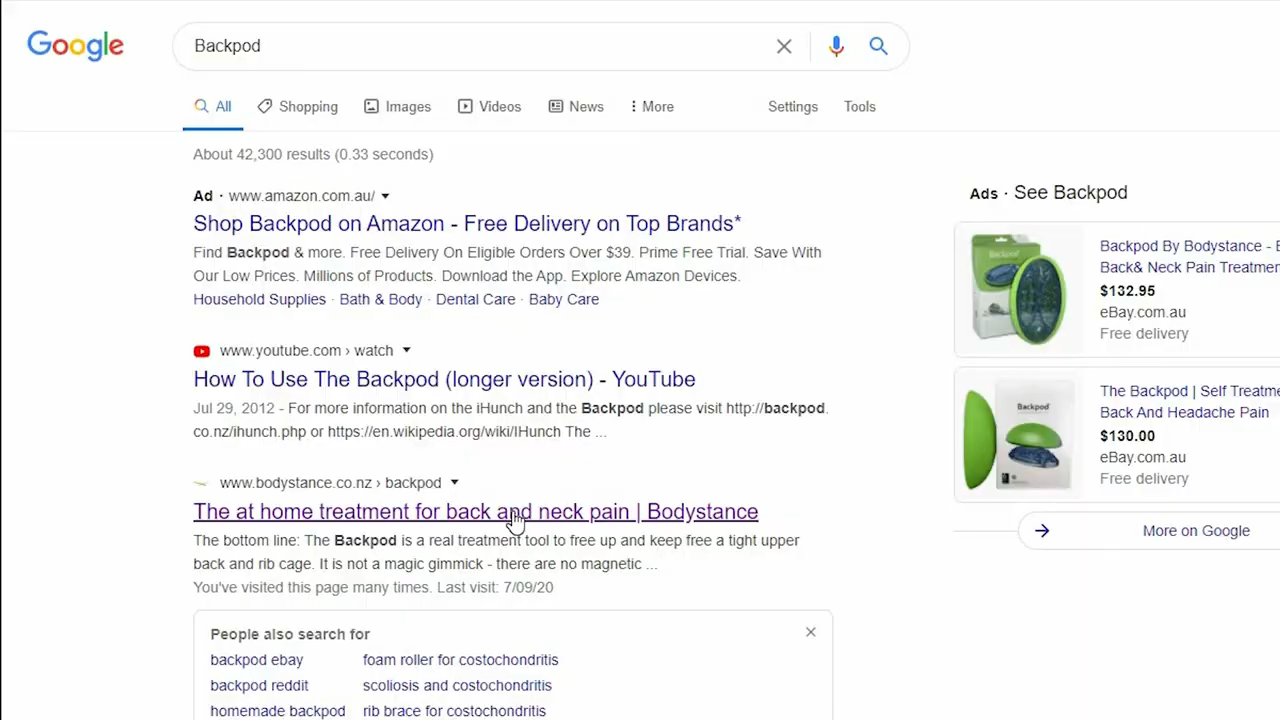 Google
Backpod
All
Shopping
Images
Videos
News
More
Settings
Tools
About 42,300 results (0.33 seconds)
Ad · www.amazon.com.au/
Shop Backpod on Amazon - Free Delivery on Top Brands*
Find Backpod & more. Free Delivery On Eligible Orders Over $39. Prime Free Trial. Save With
Our Low Prices. Millions of Products. Download the App. Explore Amazon Devices.
Household Supplies · Bath & Body · Dental Care · Baby Care
www.youtube.com › watch
How To Use The Backpod (longer version) - YouTube
Jul 29, 2012 - For more information on the iHunch and the Backpod please visit http://backpod.
co.nz/ihunch.php or https://en.wikipedia.org/wiki/IHunch The ...
www.bodystance.co.nz › backpod
The at home treatment for back and neck pain | Bodystance
The bottom line: The Backpod is a real treatment tool to free up and keep free a tight upper
back and rib cage. It is not a magic gimmick - there are no magnetic ...
You've visited this page many times. Last visit: 7/09/20
People also search for
backpod ebay
foam roller for costochondritis
backpod reddit
scoliosis and costochondritis
homemade backpod
rib brace for costochondritis
Ads · See Backpod
Backpod By Bodystance -
Back& Neck Pain Treatmen
$132.95
eBay.com.au
Free delivery
Backpod
The Backpod | Self Treatme
Back And Headache Pain
$130.00
eBay.com.au
Free delivery
More on Google